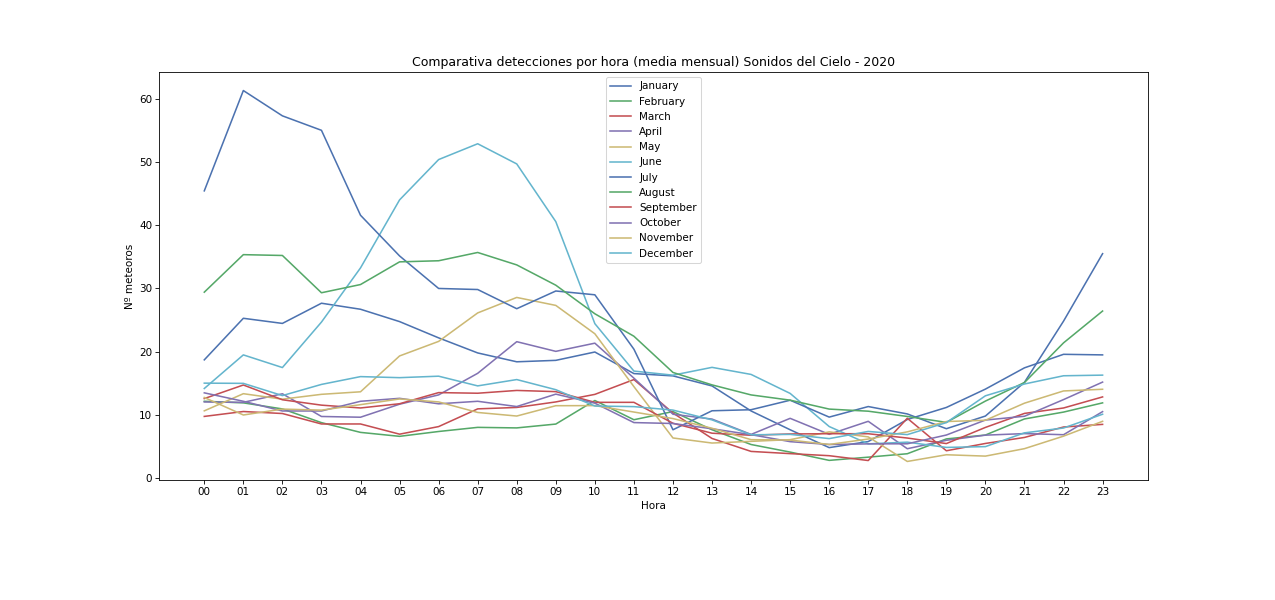 Comparativa detecciones por hora (media mensual) Sonidos del Cielo - 2020
January
February
March
April
May
June
July
August
September
October
November
December
Nº meteoros
60
50
40
30
20
10
0
00 01 02 03 04 05 06 07 08 09 10 11 12 13 14 15 16 17 18 19 20 21 22 23
Hora